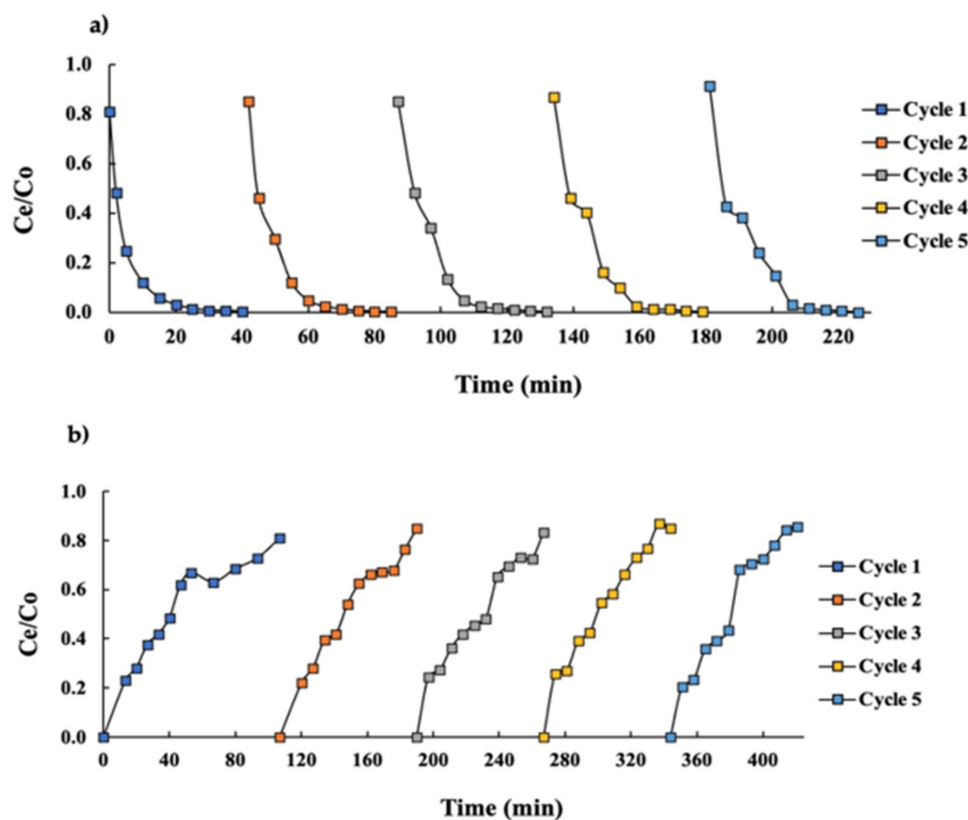 a)
1.0
0.8
0.6
0.4
0.2
0.0
Ce/Co
0 20 40 60 80 100 120 140 160 180 200 220
Time (min)
Cycle 1
Cycle 2
Cycle 3
Cycle 4
Cycle 5
b)
1.0
0.8
0.6
0.4
0.2
0.0
Ce/Co
0 40 80 120 160 200 240 280 320 360 400
Time (min)
Cycle 1
Cycle 2
Cycle 3
Cycle 4
Cycle 5